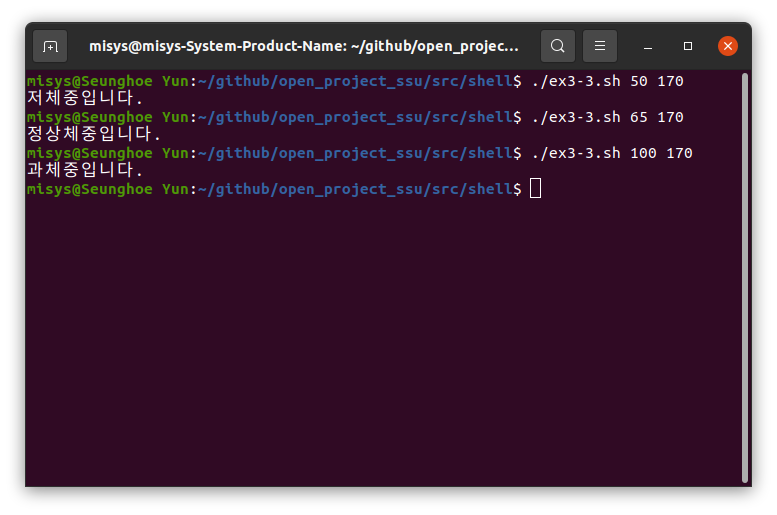 misys@misys-System-Product-Name: ~/github/open_projec...
misys@Seunghoe Yun:~/github/open_project_ssu/src/shell$ ./ex3-3.sh 50 170
저체중입니다.
misys@Seunghoe Yun:~/github/open_project_ssu/src/shell$ ./ex3-3.sh 65 170
정상체중입니다.
misys@Seunghoe Yun:~/github/open_project_ssu/src/shell$ ./ex3-3.sh 100 170
과체중입니다.
misys@Seunghoe Yun:~/github/open_project_ssu/src/shell$